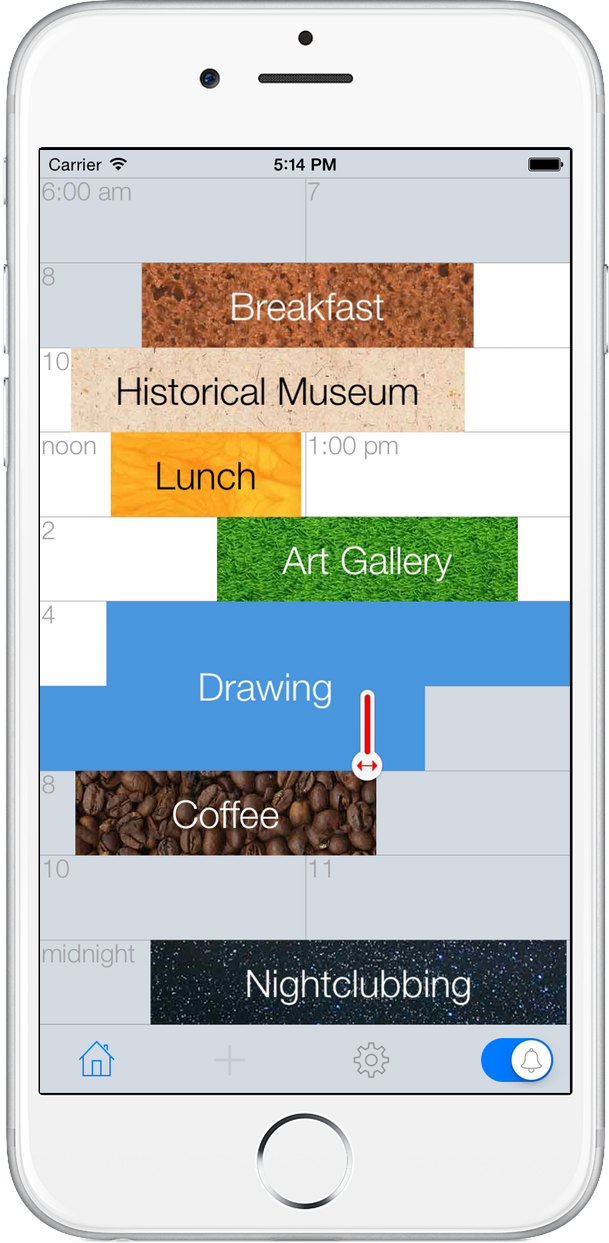 Carrier 5:14 PM
6:00 am 7
8
Breakfast
10
Historical Museum
noon 1:00 pm
Lunch
2
Art Gallery
4
Drawing
8
Coffee
10 11
midnight
Nightclubbing